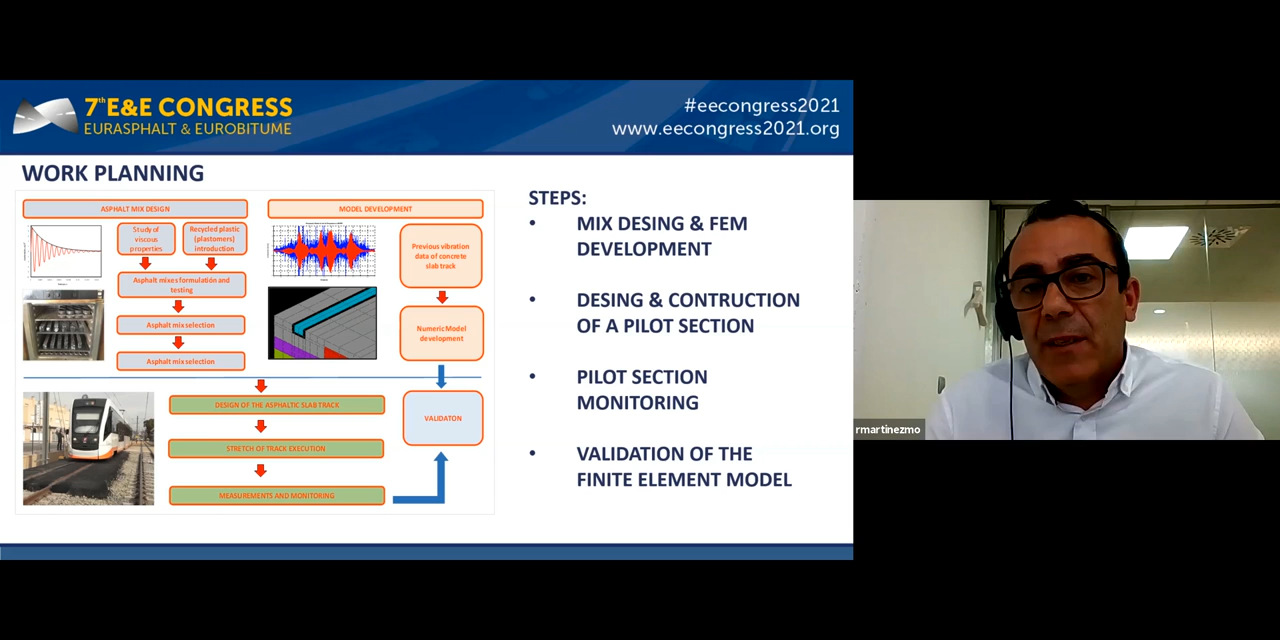 7th E&E CONGRESS
EURASPHALT & EUROBITUME
#eecongress2021
www.eecongress2021.org
WORK PLANNING
ASPHALT MIX DESIGN
Study of
viscous
properties
Recycled plastic
(plastomers)
introduction
Asphalt mixes formulation and
testing
Asphalt mix selection
Asphalt mix selection
MODEL DEVELOPMENT
Previous vibration
data of concrete
slab track
Numeric Model
development
DESIGN OF THE ASPHALTIC SLAB TRACK
STRETCH OF TRACK EXECUTION
MEASUREMENTS AND MONITORING
VALIDATON
STEPS:
• MIX DESING & FEM
DEVELOPMENT
• DESING & CONTRUCTION
OF A PILOT SECTION
• PILOT SECTION
MONITORING
• VALIDATION OF THE
FINITE ELEMENT MODEL
rmartinezmo